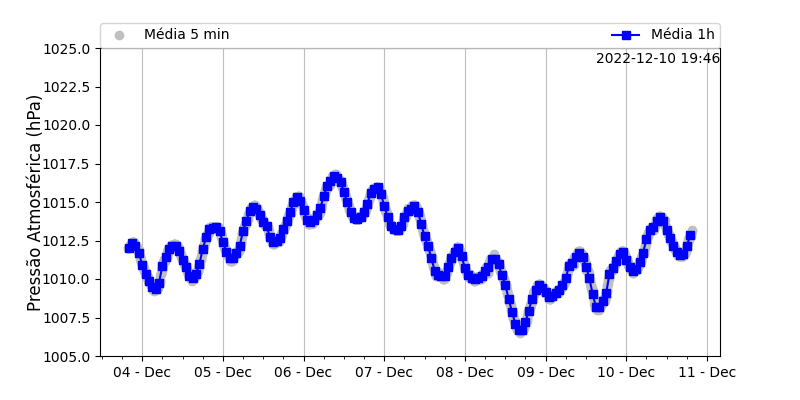 Média 5 min
Média 1h
2022-12-10 19:46
Pressão Atmosférica (hPa)
1025.0
1022.5
1020.0
1017.5
1015.0
1012.5
1010.0
1007.5
1005.0
04 - Dec
05 - Dec
06 - Dec
07 - Dec
08 - Dec
09 - Dec
10 - Dec
11 - Dec